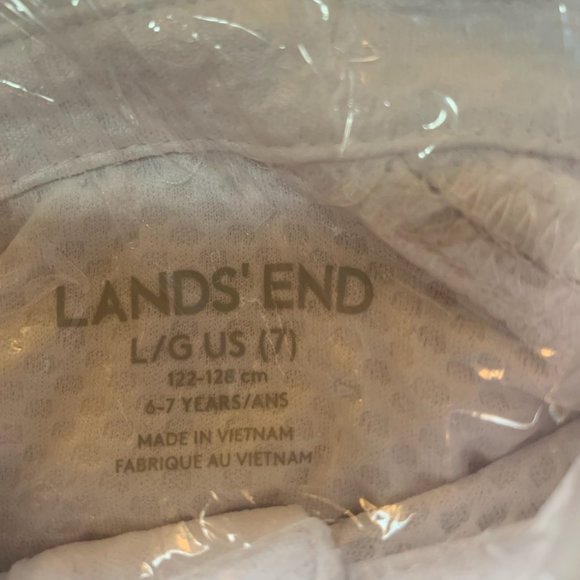 LANDS' END
L/G US (7)
122-128 cm
6-7 YEARS/ANS
MADE IN VIETNAM
FABRIQUE AU VIETNAM